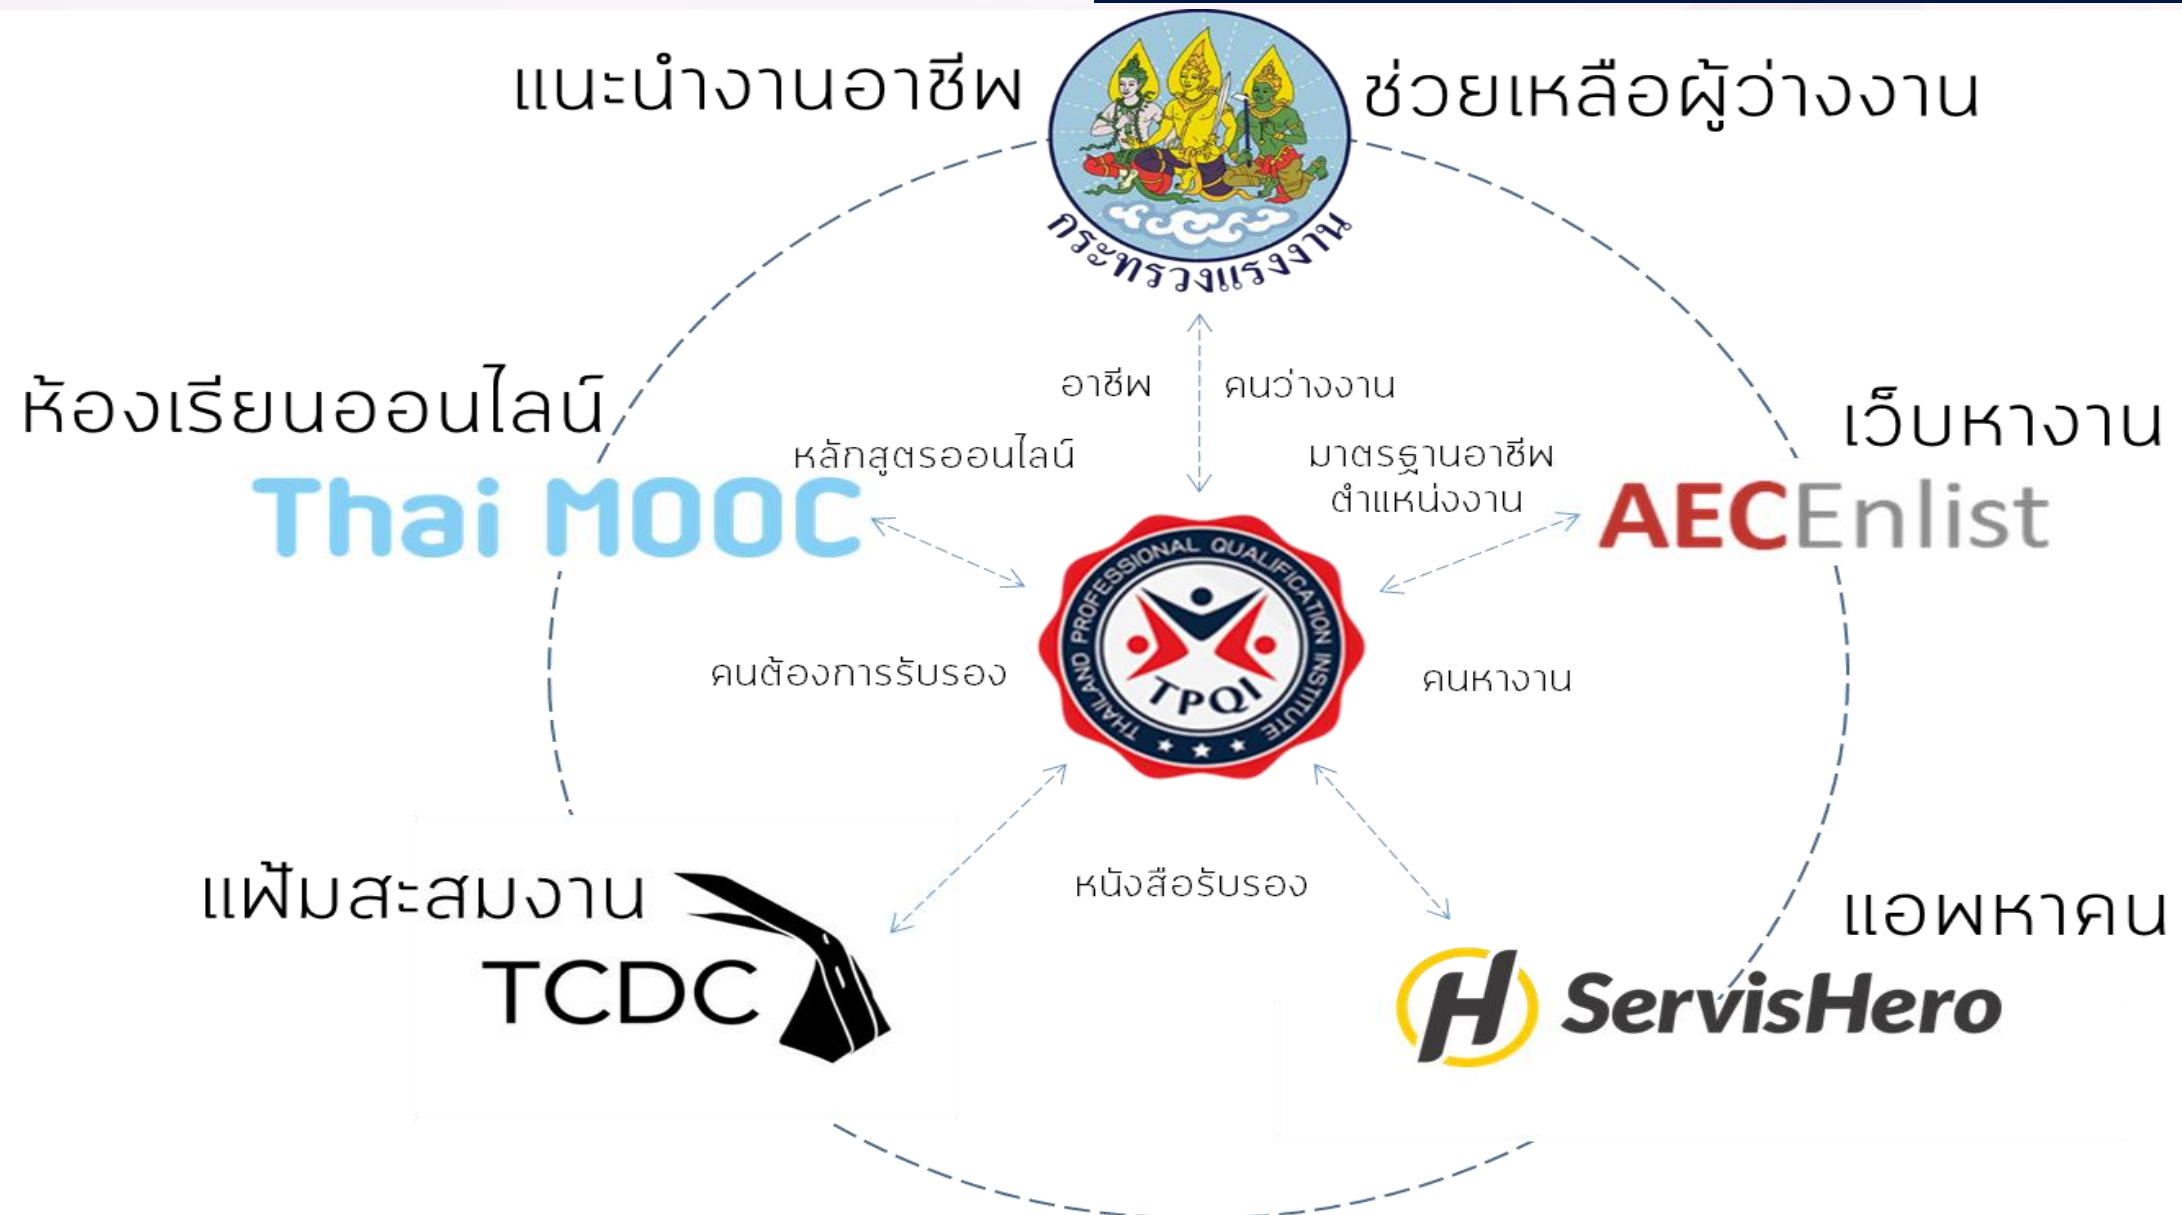 แนะนำงานอาชีพ
ช่วยเหลือผู้ว่างงาน
กระทรวงแรงงาน
อาชีพ
คนว่างงาน
ห้องเรียนออนไลน์
Thai MOOC
หลักสูตรออนไลน์
มาตรฐานอาชีพ
ตำแหน่งงาน
เว็บหางาน
AECEnlist
THAILAND PROFESSIONAL QUALIFICATION INSTITUTE
TPQI
คนต้องการรับรอง
คนหางาน
แฟ้มสะสมงาน
TCDC
หนังสือรับรอง
แอพหาคน
H ServisHero